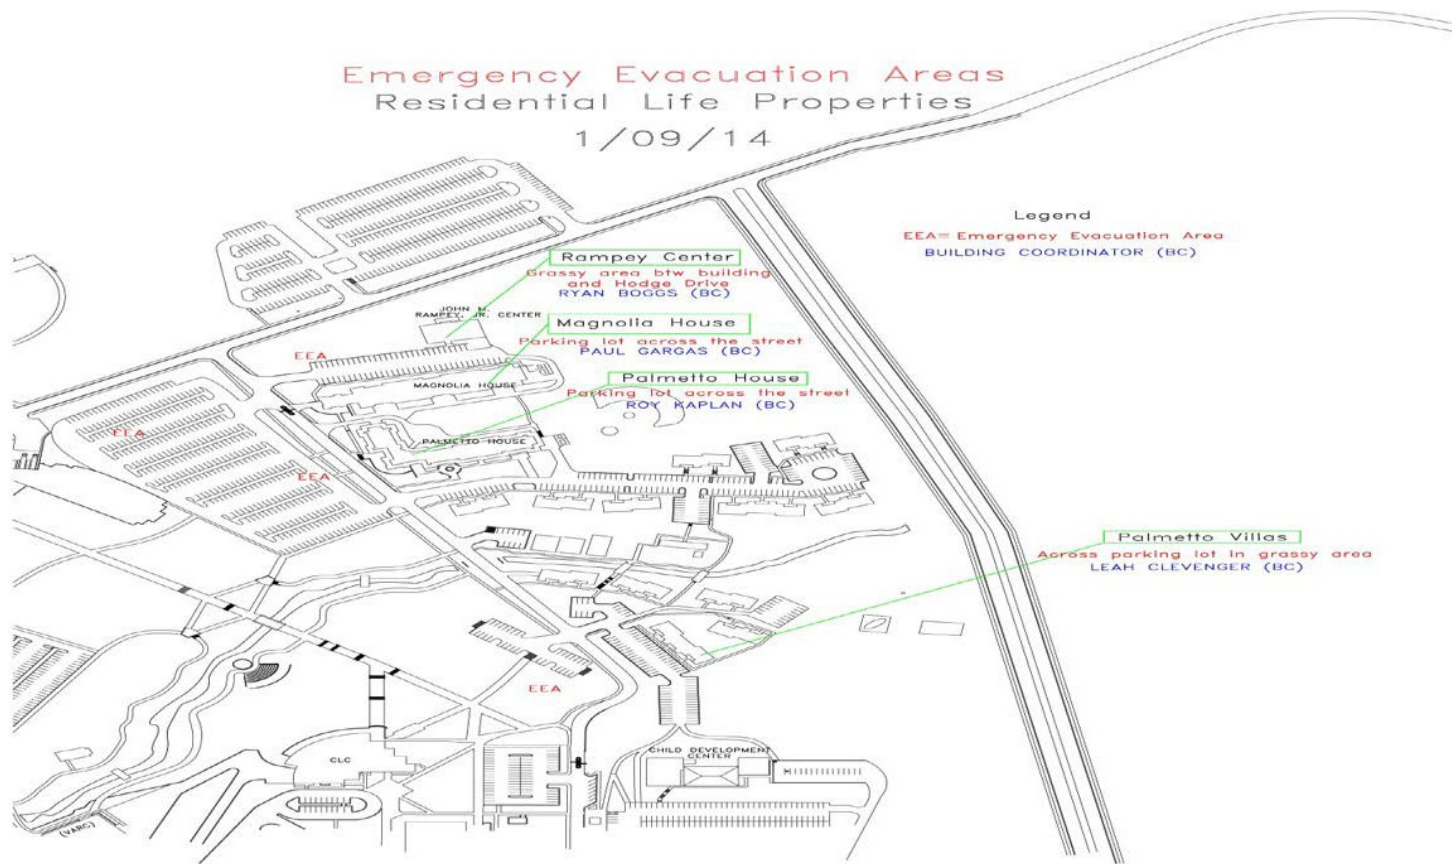 Emergency Evacuation Areas
Residential Life Properties
1/09/14
Legend
EEA= Emergency Evacuation Area
BUILDING COORDINATOR (BC)
Rampey Center
Grassy area btw building
and Hodge Drive
RYAN BOGGS (BC)
JOHN M.
RAMPEY, JR. CENTER
Magnolia House
Parking lot across the street
PAUL GARGAS (BC)
EEA
MAGNOLIA HOUSE
Palmetto House
Parking lot across the street
ROY KAPLAN (BC)
EEA
PALMETTO HOUSE
EEA
Palmetto Villas
Across parking lot in grassy area
LEAH CLEVENGER (BC)
EEA
CHILD DEVELOPMENT
CENTER
CLC
(VARC)